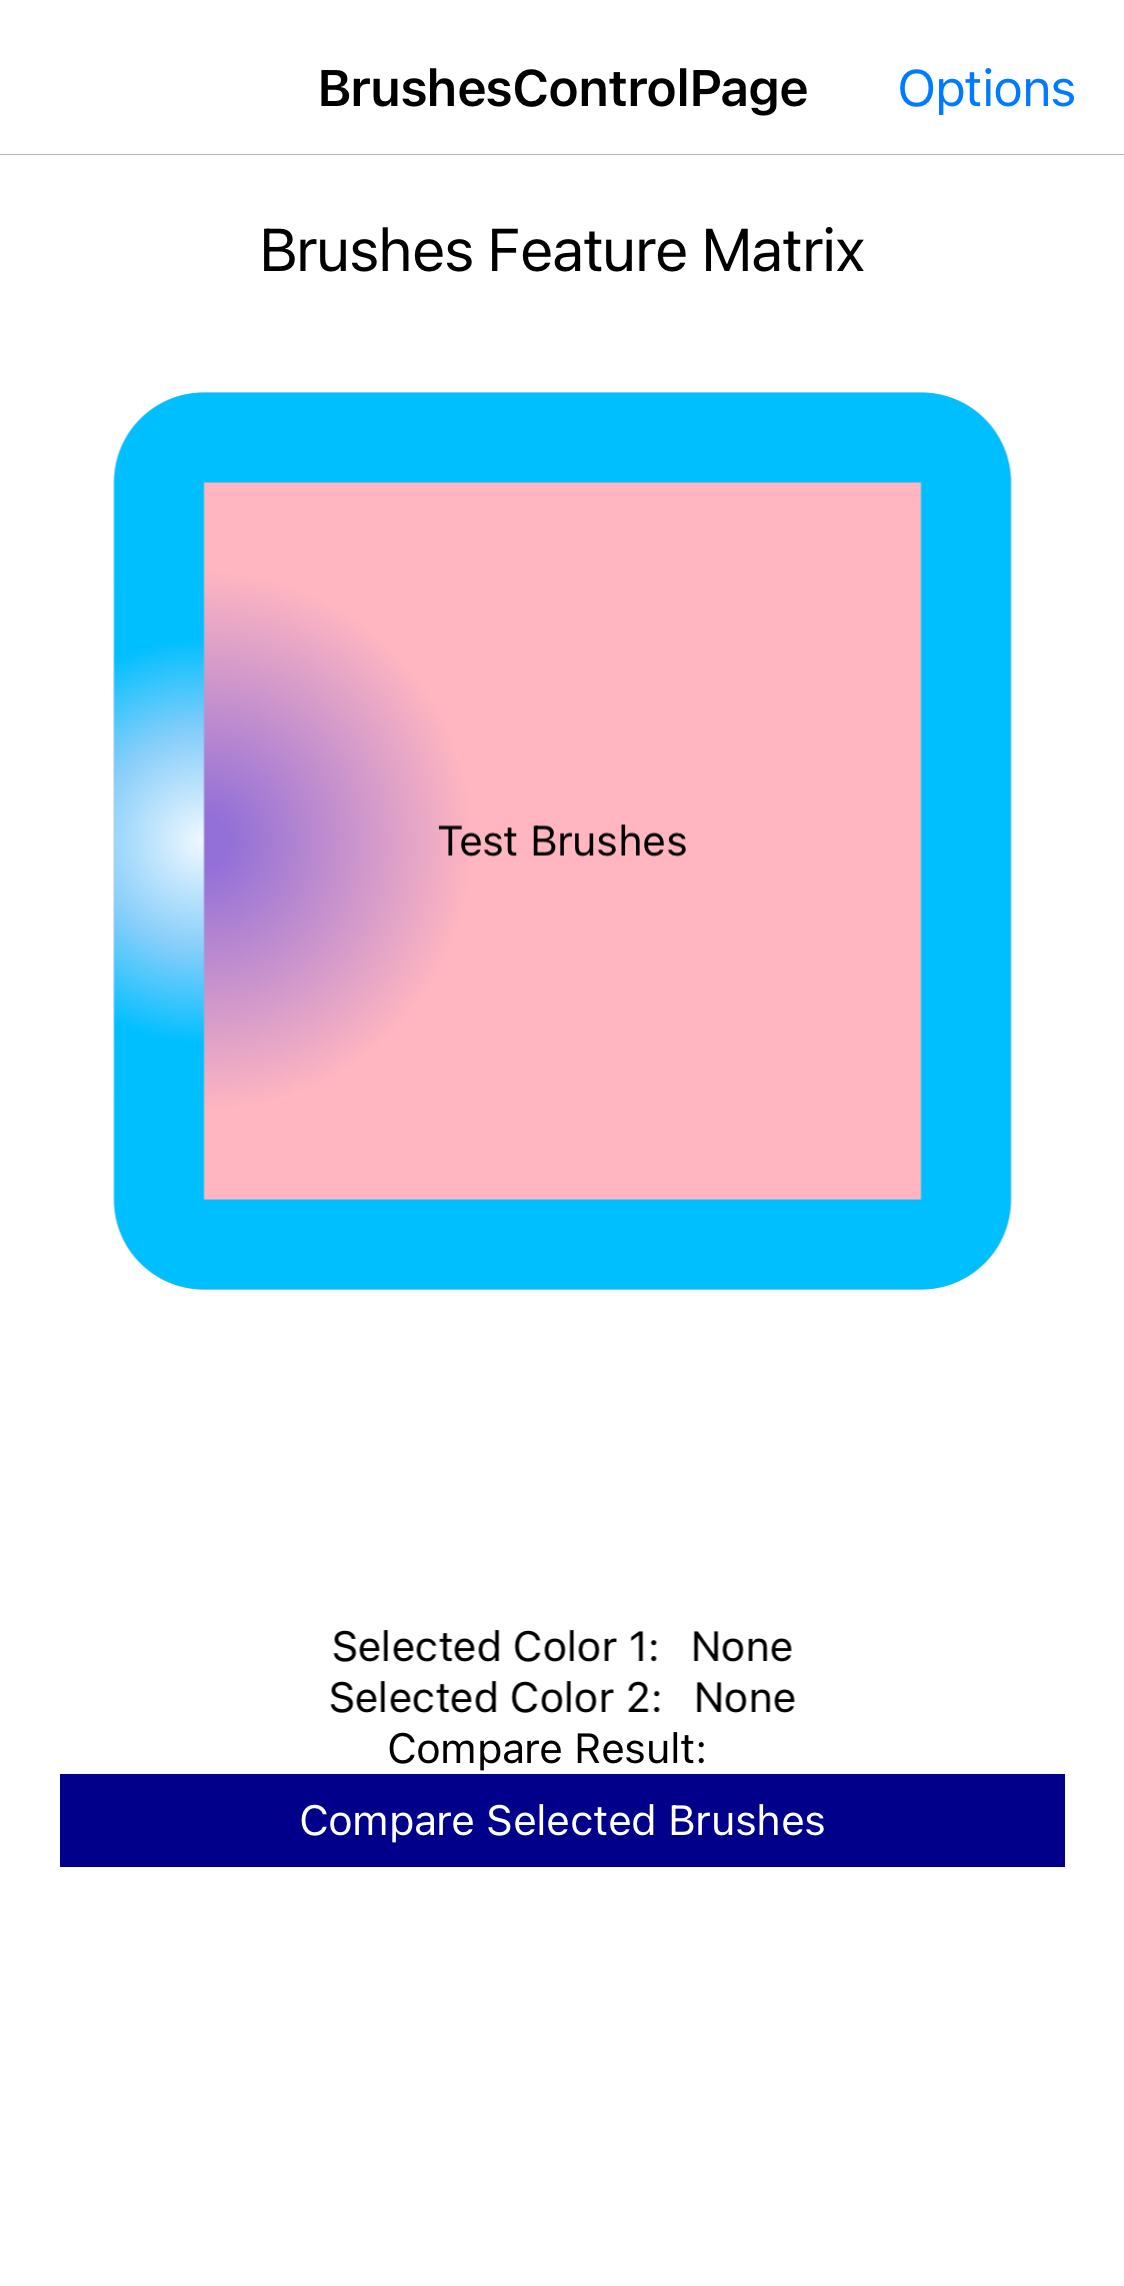 BrushesControlPage Options
Brushes Feature Matrix
Test Brushes
Selected Color 1: None
Selected Color 2: None
Compare Result:
Compare Selected Brushes